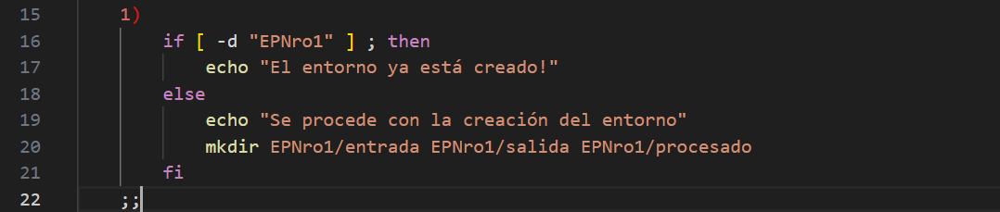 15 1)
16 if [ -d "EPNro1" ] ; then
17 echo "El entorno ya está creado!"
18 else
19 echo "Se procede con la creación del entorno"
20 mkdir EPNro1/entrada EPNro1/salida EPNro1/procesado
21 fi
22 ;;